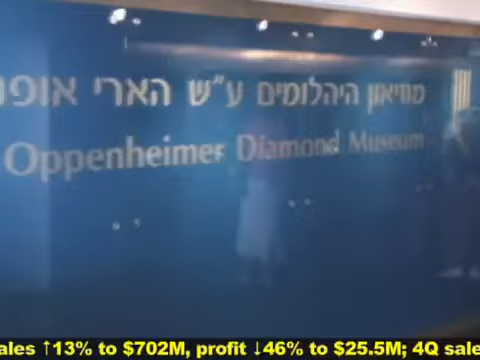 מוזיאון היהלומים ע"ש הארי
Oppenheimer Diamond Museum
↑13% to $702M, profit ↓46% to $25.5M; 4Q